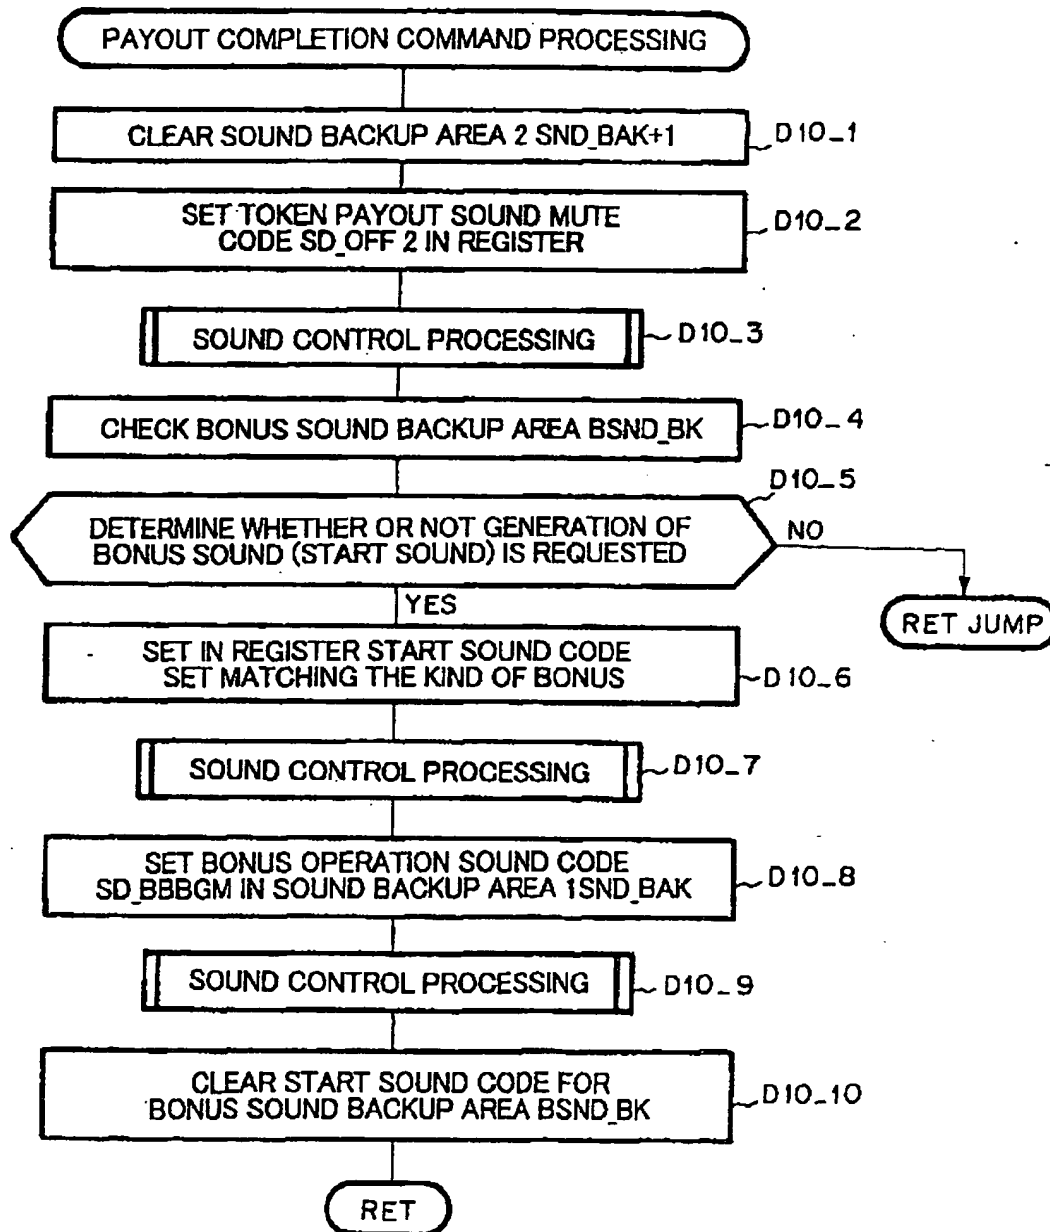 PAYOUT COMPLETION COMMAND PROCESSING
CLEAR SOUND BACKUP AREA 2 SND_BAK+1
D10_1
SET TOKEN PAYOUT SOUND MUTE
CODE SD_OFF 2 IN REGISTER
D10_2
SOUND CONTROL PROCESSING
D10_3
CHECK BONUS SOUND BACKUP AREA BSND_BK
D10_4
D10_5
DETERMINE WHETHER OR NOT GENERATION OF
BONUS SOUND (START SOUND) IS REQUESTED
NO
YES
RET JUMP
SET IN REGISTER START SOUND CODE
SET MATCHING THE KIND OF BONUS
D10_6
SOUND CONTROL PROCESSING
D10_7
SET BONUS OPERATION SOUND CODE
SD_BBBGM IN SOUND BACKUP AREA 1SND_BAK
D10_8
SOUND CONTROL PROCESSING
D10_9
CLEAR START SOUND CODE FOR
BONUS SOUND BACKUP AREA BSND_BK
D10_10
RET